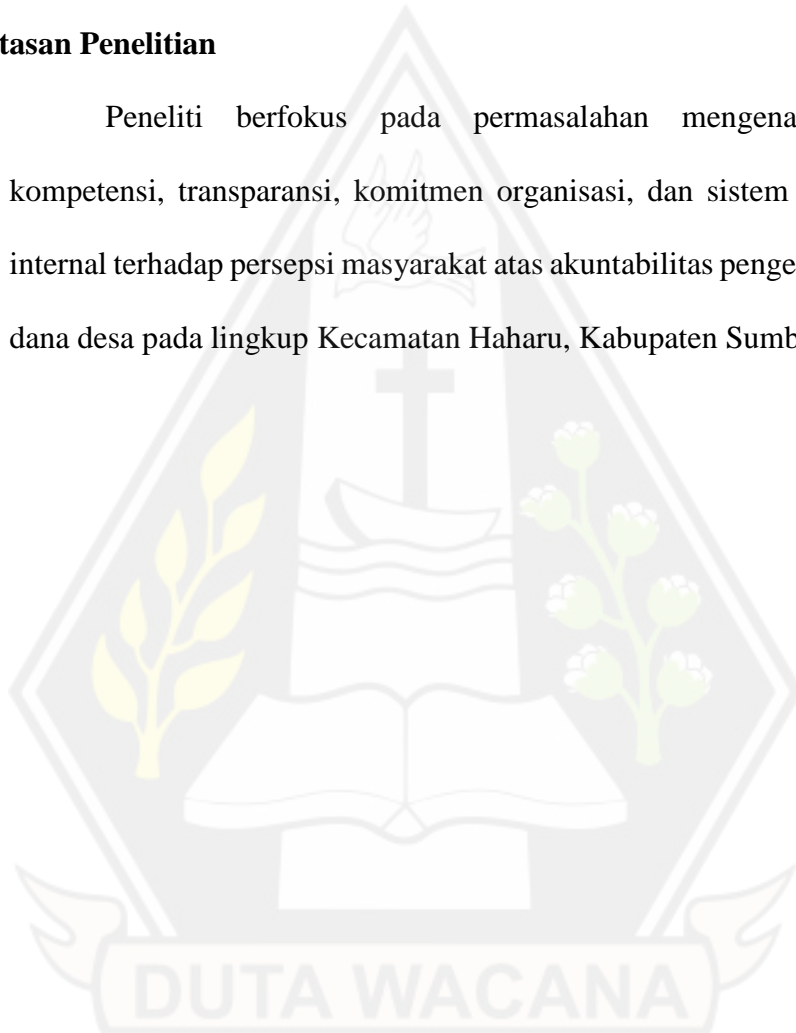 tasan Penelitian
Peneliti berfokus pada permasalahan mengena
kompetensi, transparansi, komitmen organisasi, dan sistem
internal terhadap persepsi masyarakat atas akuntabilitas penge
dana desa pada lingkup Kecamatan Haharu, Kabupaten Sumb
DUTA WACANA